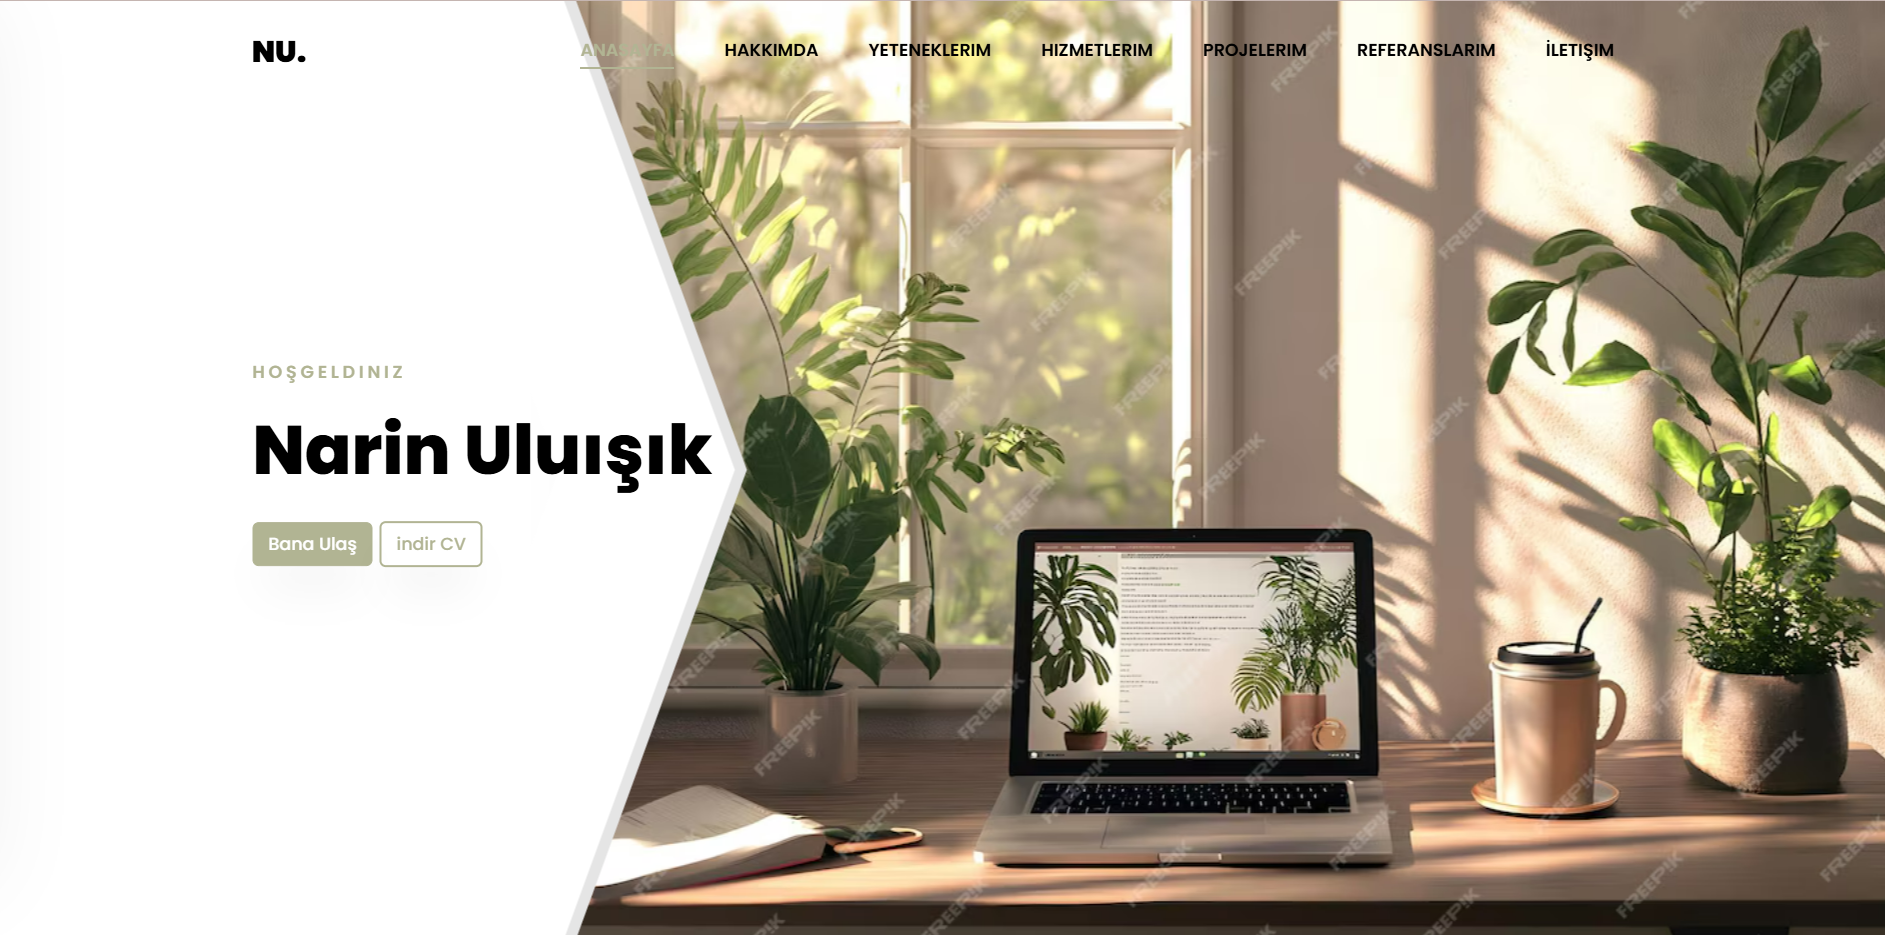 NU.
ANASAYFA HAKKIMDA YETENEKLERIM HIZMETLERIM PROJELERIM REFERANSLARIM İLETIŞIM
HOŞGELDINIZ
Narin Uluışık
Bana Ulaş indir CV
FREEPIK